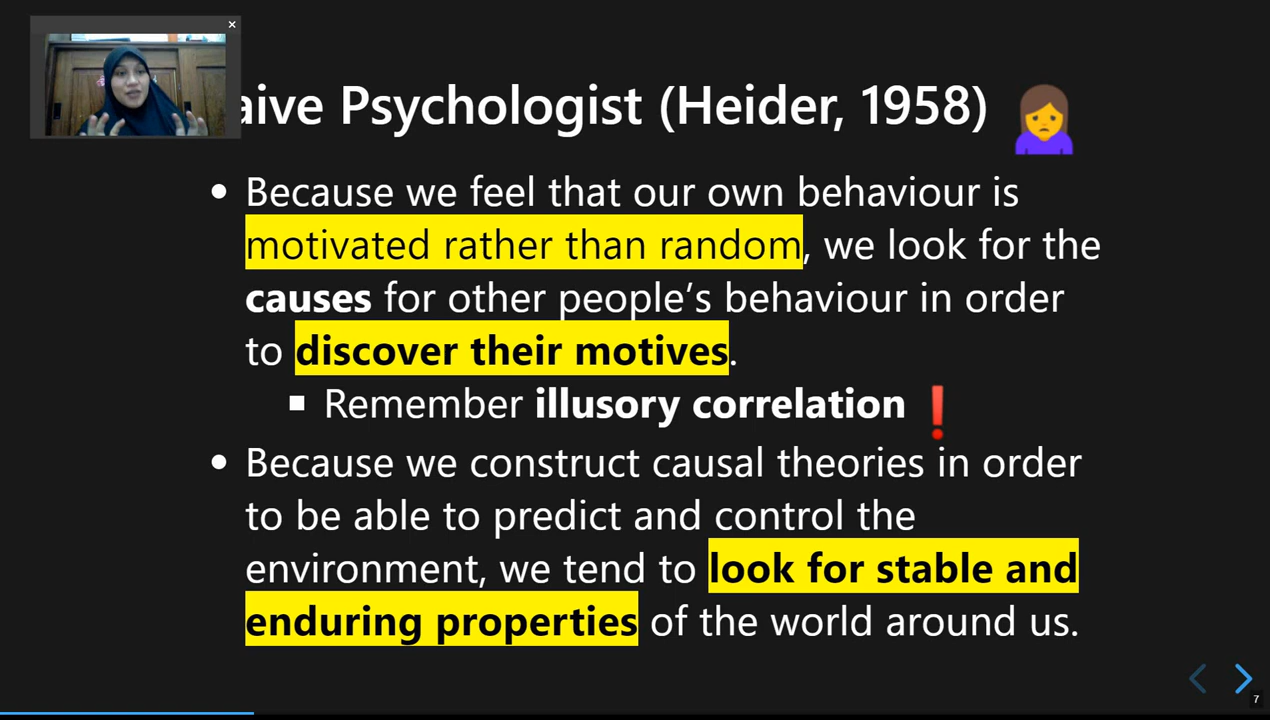 aive Psychologist (Heider, 1958)
• Because we feel that our own behaviour is
motivated rather than random, we look for the
causes for other people’s behaviour in order
to discover their motives.
▪ Remember illusory correlation❗
• Because we construct causal theories in order
to be able to predict and control the
environment, we tend to look for stable and
enduring properties of the world around us.
7